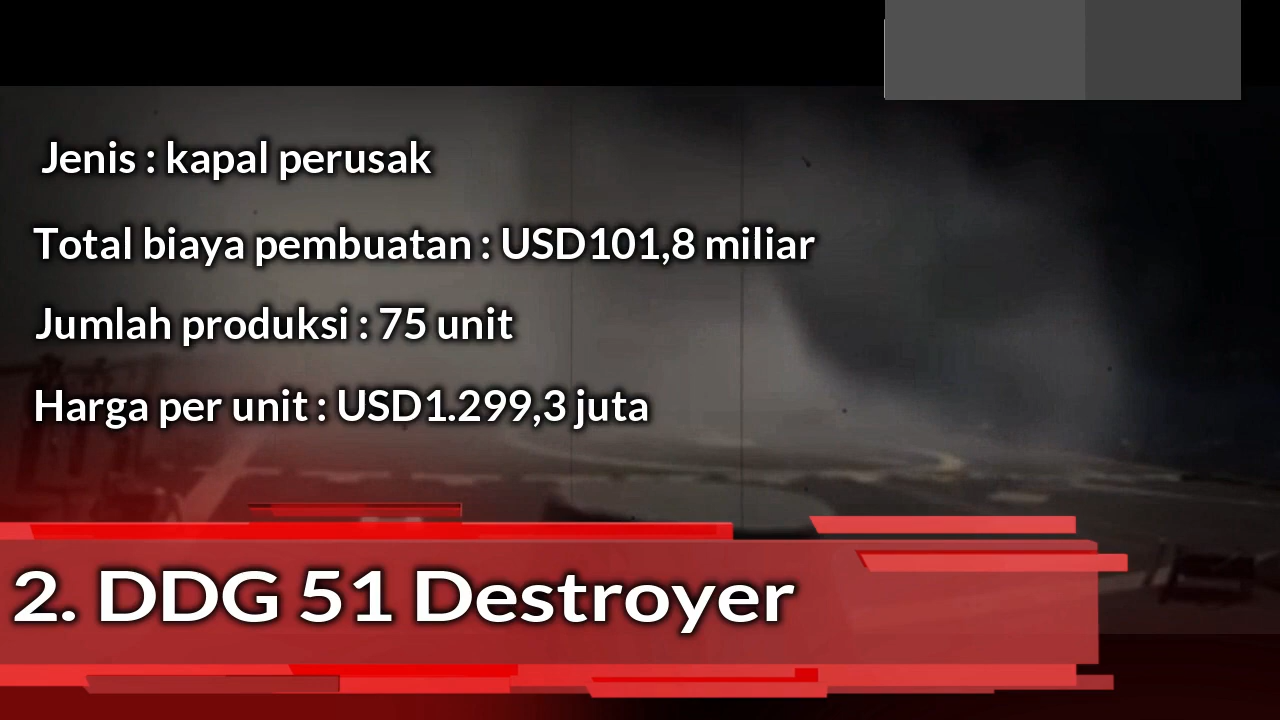 Jenis : kapal perusak
Total biaya pembuatan : USD101,8 miliar
Jumlah produksi : 75 unit
Harga per unit : USD1.299,3 juta
2. DDG 51 Destroyer